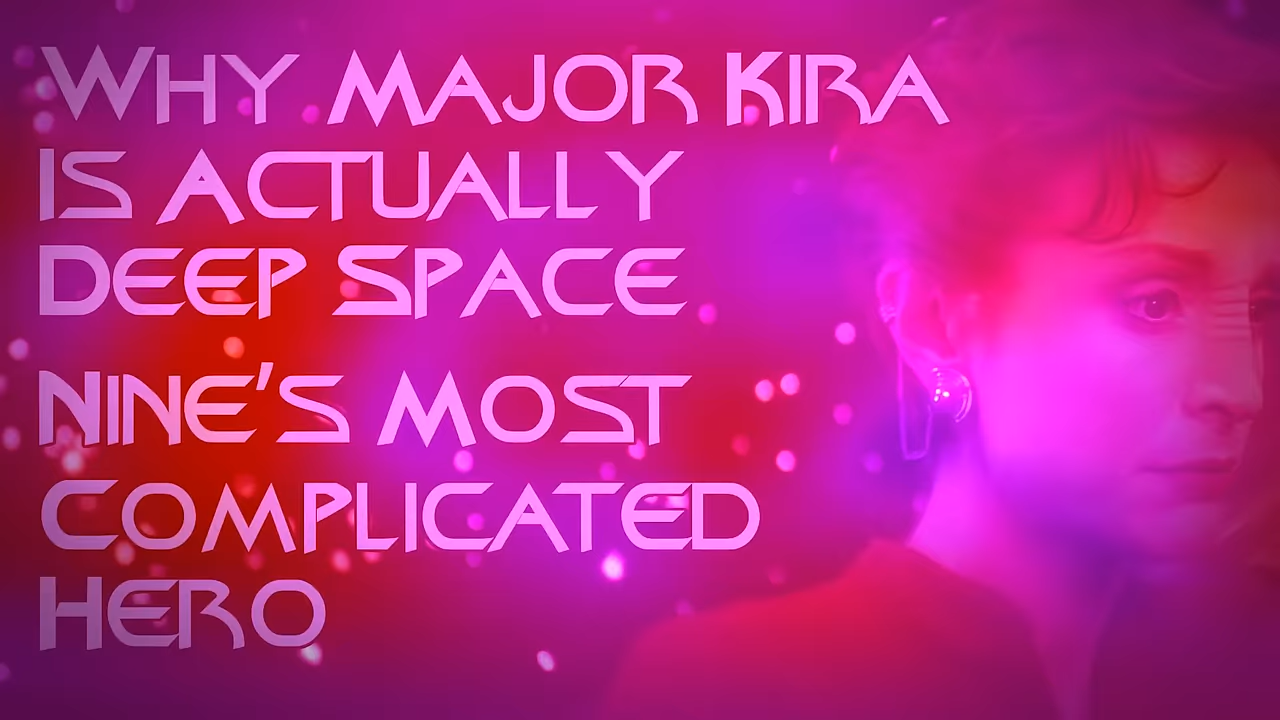 Why Major Kira
Is Actually
Deep Space
Nine's Most
Complicated
Hero